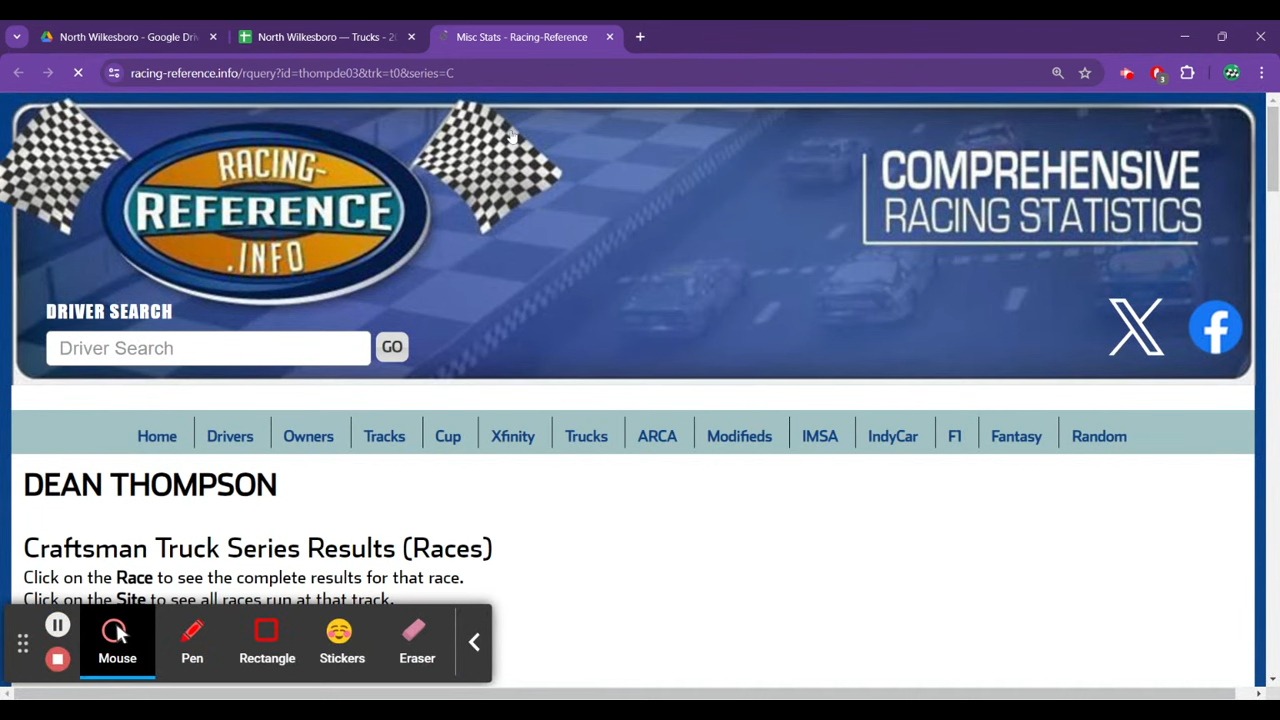 North Wilkesboro - Google Dri
North Wilkesboro — Trucks - 20
Misc Stats - Racing-Reference
racing-reference.info/rquery?id=thompde03&trk=t0&series=C
3
RACING-
REFERENCE
.INFO
COMPREHENSIVE
RACING STATISTICS
DRIVER SEARCH
Driver Search
GO
Home
Drivers
Owners
Tracks
Cup
Xfinity
Trucks
ARCA
Modifieds
IMSA
IndyCar
F1
Fantasy
Random
DEAN THOMPSON
Craftsman Truck Series Results (Races)
Click on the Race to see the complete results for that race.
Click on the Site to see all races run at that track.
Mouse
Pen
Rectangle
Stickers
Eraser